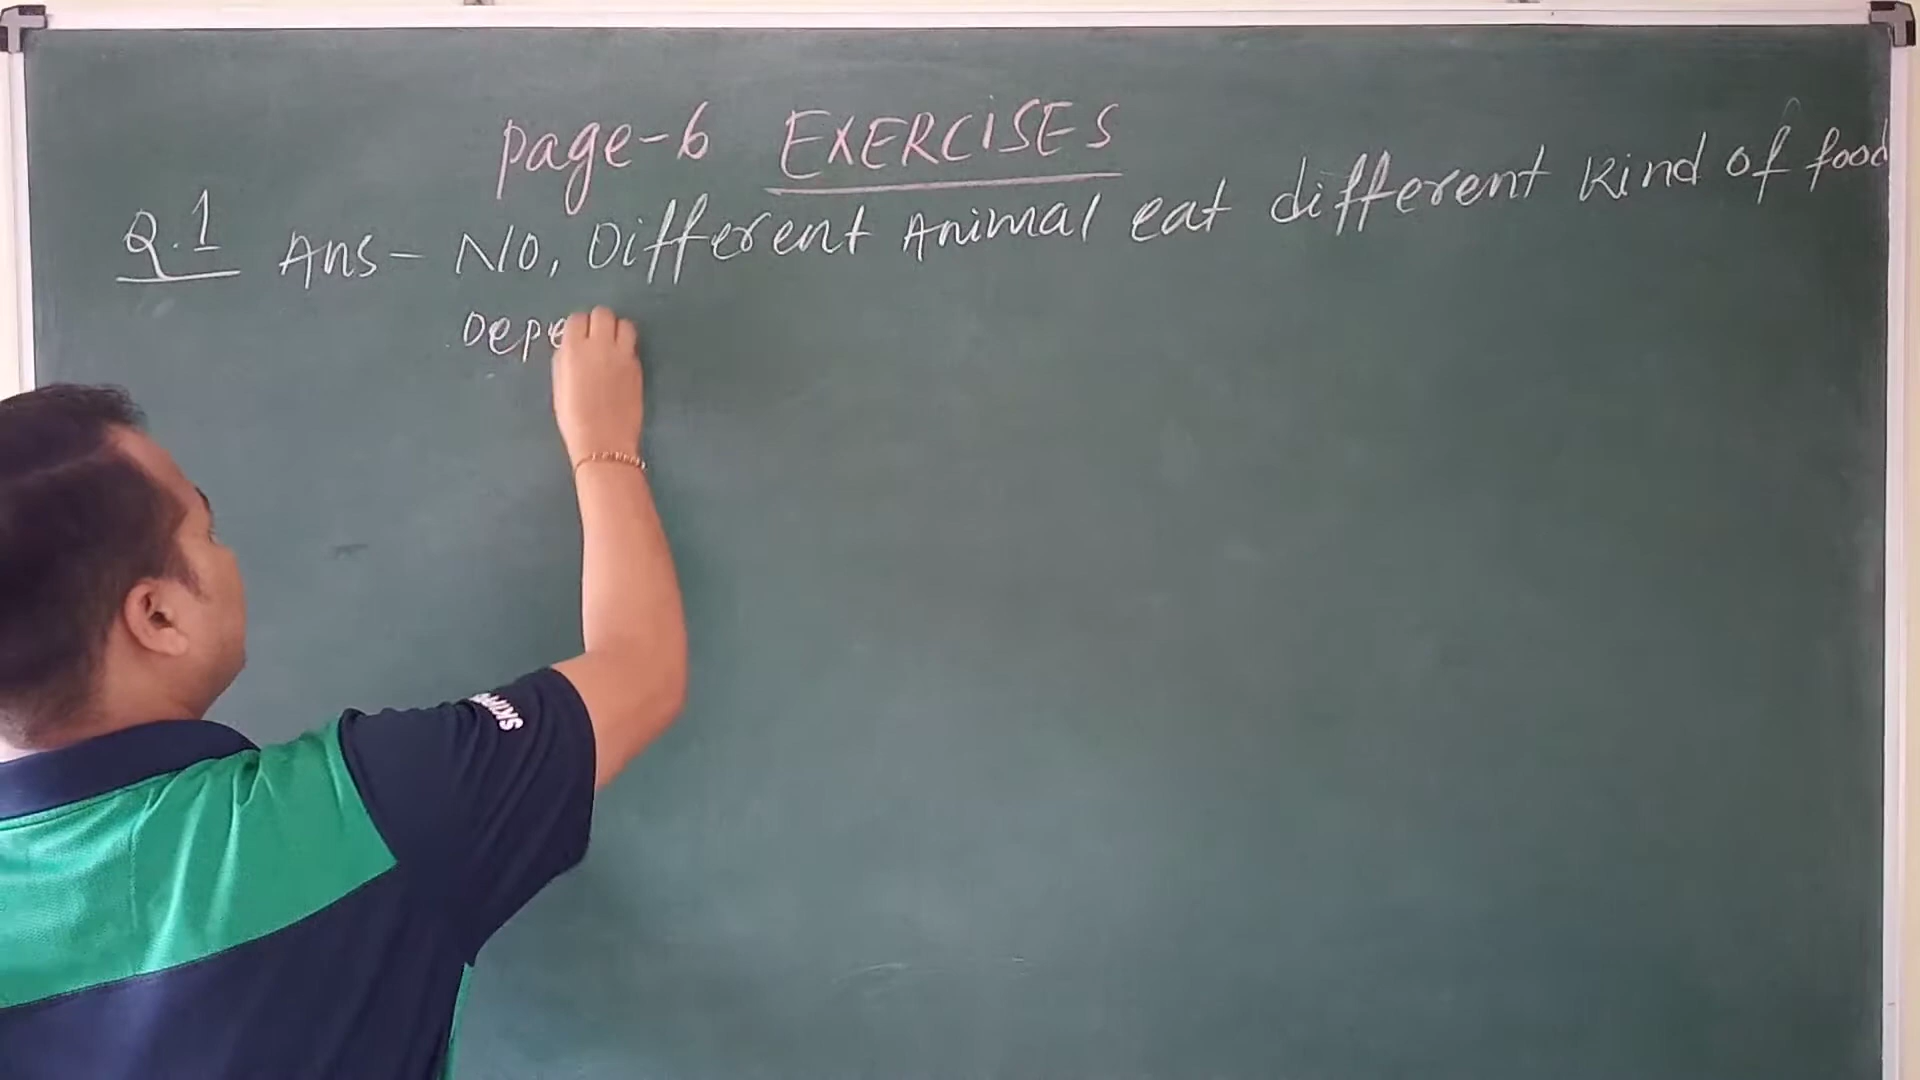 page-6 EXERCISES
Q.1 Ans- No, Different Animal eat different kind of food
Depe